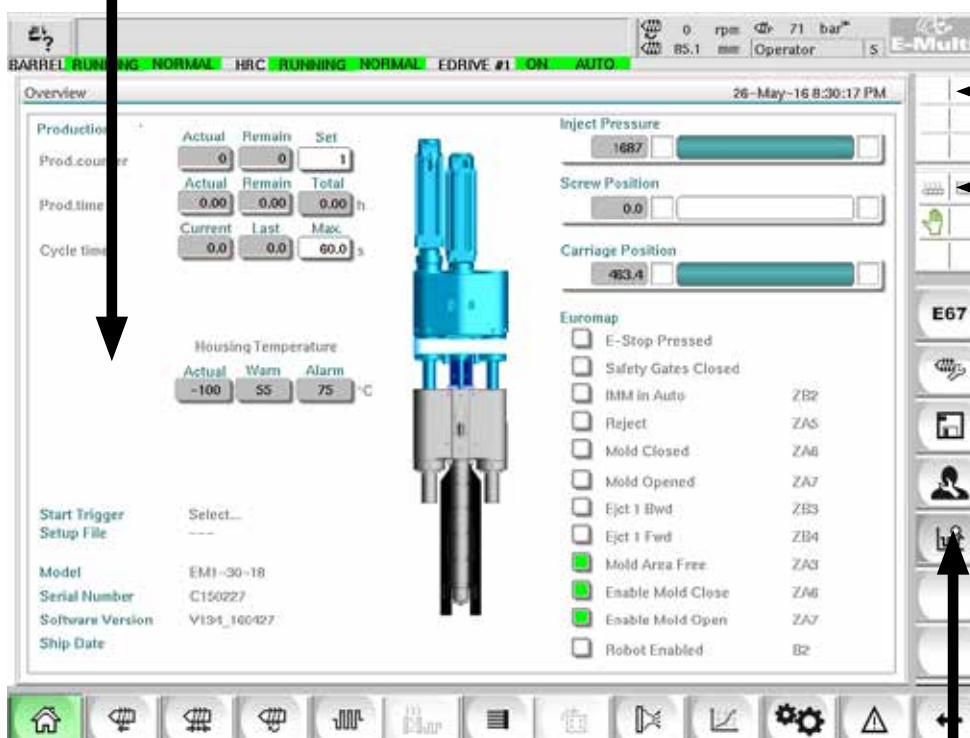 ?
0 rpm 71 bar
85.1 mm Operator S
E-Mult
BARREL RUNNING NORMAL HRC RUNNING NORMAL EDRIVE #1 ON AUTO
Overview 26-May-16 8:30:17 PM
Production
Actual Remain Set
Prod.counter 0 0 1
Actual Remain Total
Prod.time 0.00 0.00 0.00 h
Current Last Max.
Cycle time 0.0 0.0 60.0 s
Housing Temperature
Actual Warn Alarm
-100 55 75 °C
Start Trigger Select...
Setup File ---
Model EM1-30-18
Serial Number C150227
Software Version V134_160427
Ship Date
Inject Pressure
1687
Screw Position
0.0
Carriage Position
463.4
Euromap
E-Stop Pressed
Safety Gates Closed
IMM in Auto ZB2
Reject ZA5
Mold Closed ZA6
Mold Opened ZA7
Ejct 1 Bwd ZB3
Ejct 1 Fwd ZB4
Mold Area Free ZA3
Enable Mold Close ZA6
Enable Mold Open ZA7
Robot Enabled B2
E67